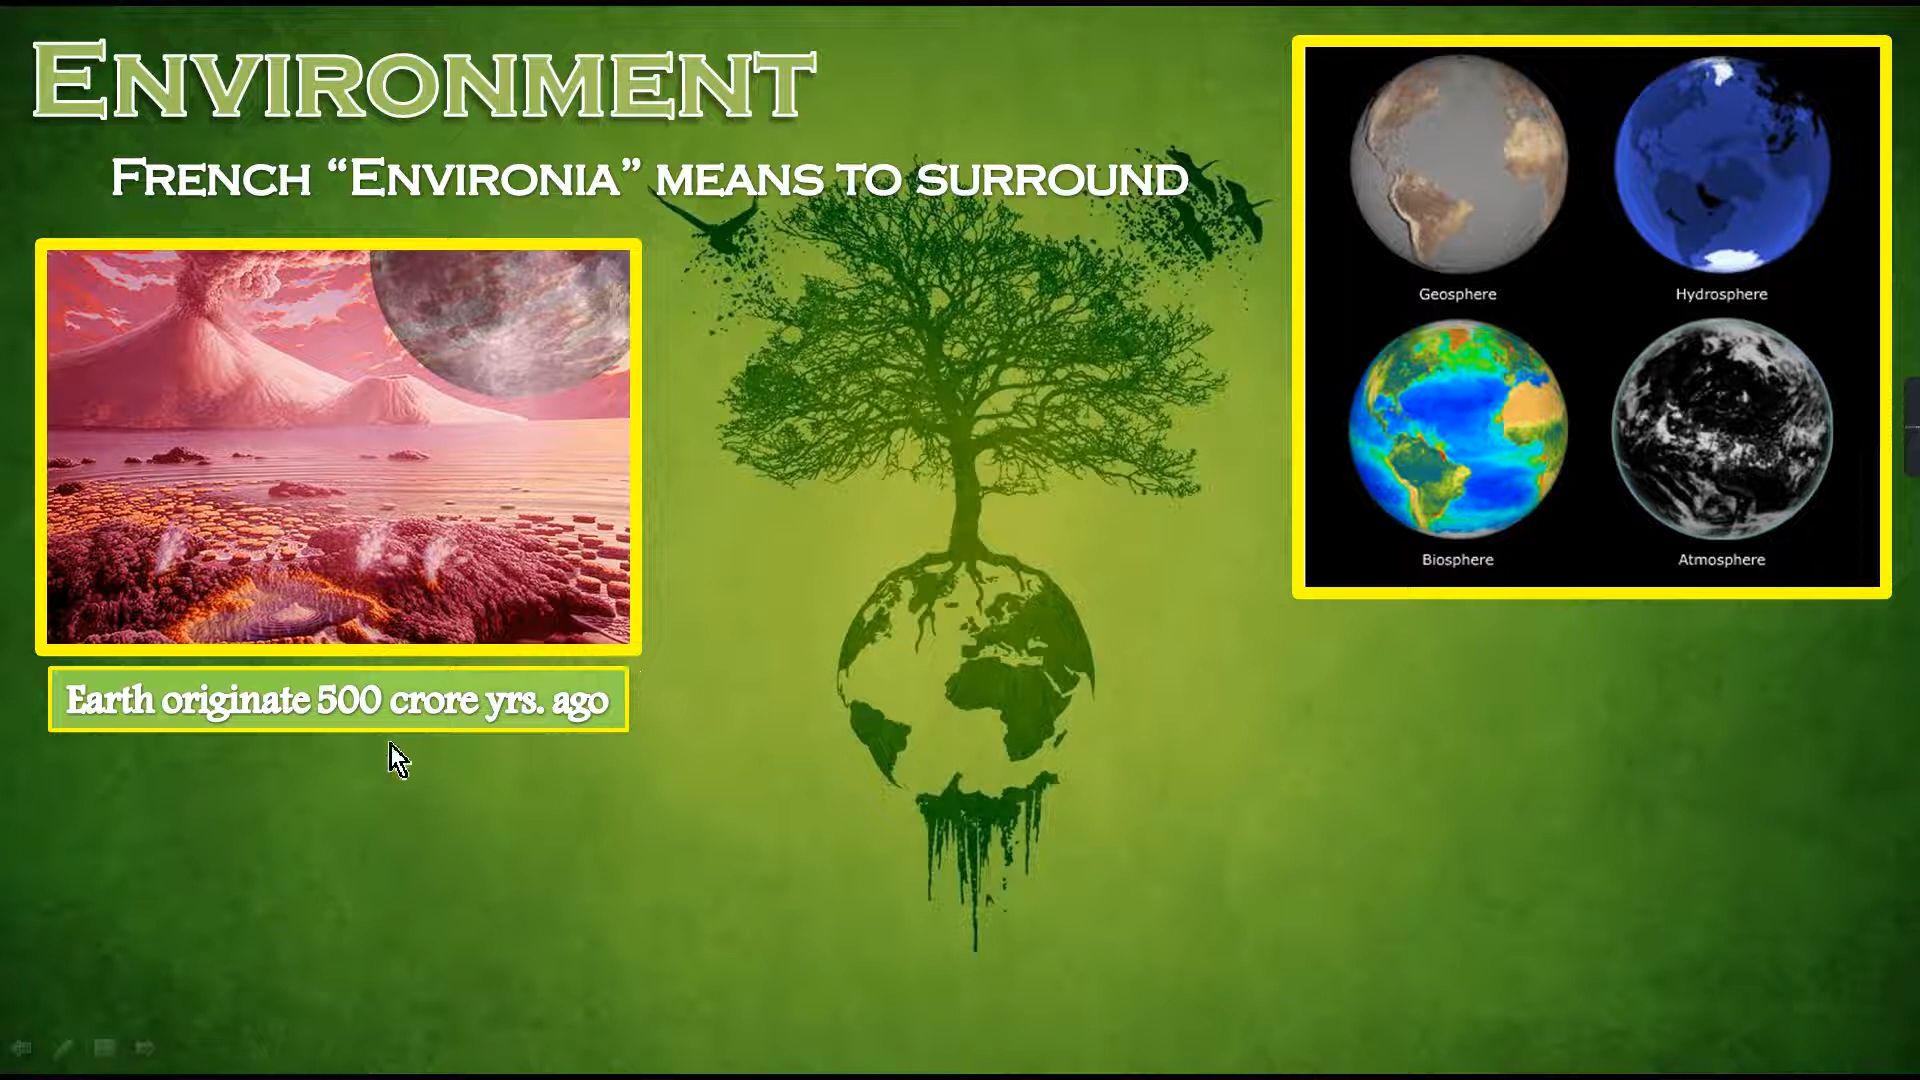 ENVIRONMENT
FRENCH “ENVIRONIA” MEANS TO SURROUND
Geosphere
Hydrosphere
Biosphere
Atmosphere
Earth originate 500 crore yrs. ago